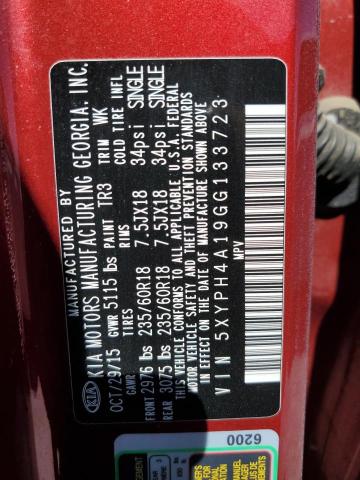 MANUFACTURED BY
KIA MOTORS MANUFACTURING GEORGIA, INC.
KIA
OCT/29/15 GVWR 5115 lbs PAINT TR3 TRIM WK
GAWR TIRES RIMS COLD TIRE INFL
FRONT 2976 lbs 235/60R18 7.5JX18 34psi SINGLE
REAR 3075 lbs 235/60R18 7.5JX18 34psi SINGLE
THIS VEHICLE CONFORMS TO ALL APPLICABLE U.S.A. FEDERAL
MOTOR VEHICLE SAFETY STANDARDS IN EFFECT ON THE
DATE OF MANUFACTURE SHOWN ABOVE.
VIN 5XYPH4A19GG133723
MPV
6200